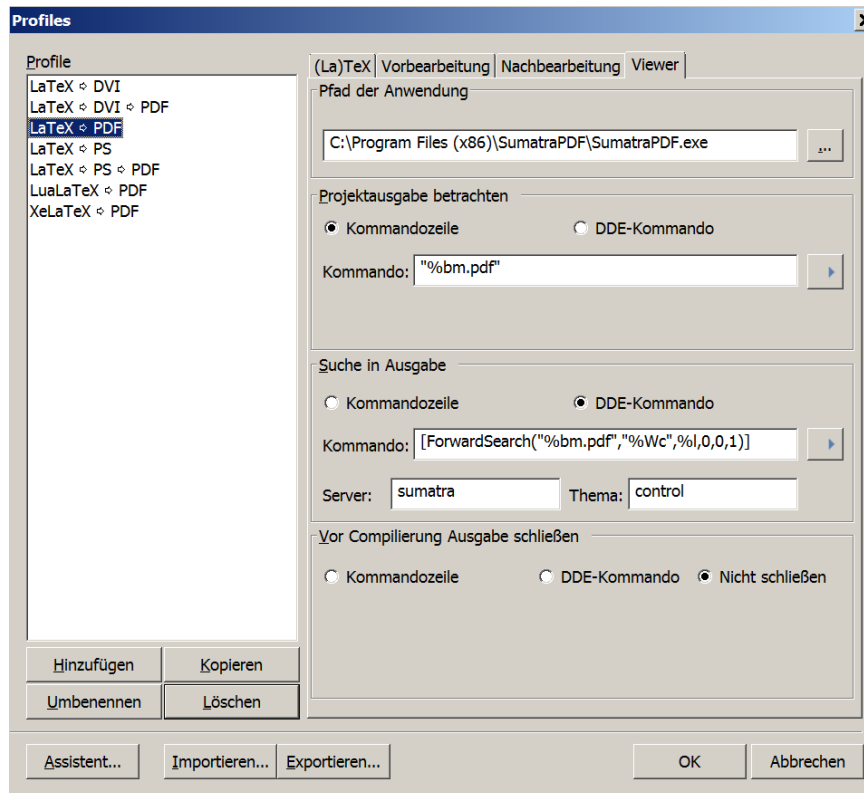 Profiles
Profile
LaTeX ⇨ DVI
LaTeX ⇨ DVI ⇨ PDF
LaTeX ⇨ PDF
LaTeX ⇨ PS
LaTeX ⇨ PS ⇨ PDF
LuaLaTeX ⇨ PDF
XeLaTeX ⇨ PDF
Hinzufügen Kopieren
Umbenennen Löschen
(La)TeX Vorbearbeitung Nachbearbeitung Viewer
Pfad der Anwendung
C:\Program Files (x86)\SumatraPDF\SumatraPDF.exe ...
Projektausgabe betrachten
Kommandozeile DDE-Kommando
Kommando: "%bm.pdf"
Suche in Ausgabe
Kommandozeile DDE-Kommando
Kommando: [ForwardSearch("%bm.pdf","%Wc",%l,0,0,1)]
Server: sumatra Thema: control
Vor Compilierung Ausgabe schließen
Kommandozeile DDE-Kommando Nicht schließen
Assistent... Importieren... Exportieren... OK Abbrechen